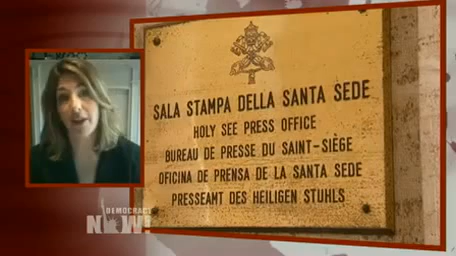 SALA STAMPA DELLA SANTA SEDE
HOLY SEE PRESS OFFICE
BUREAU DE PRESSE DU SAINT-SIÈGE
OFICINA DE PRENSA DE LA SANTA SEDE
PRESSEAMT DES HEILIGEN STUHLS
DEMOCRACY
NOW!